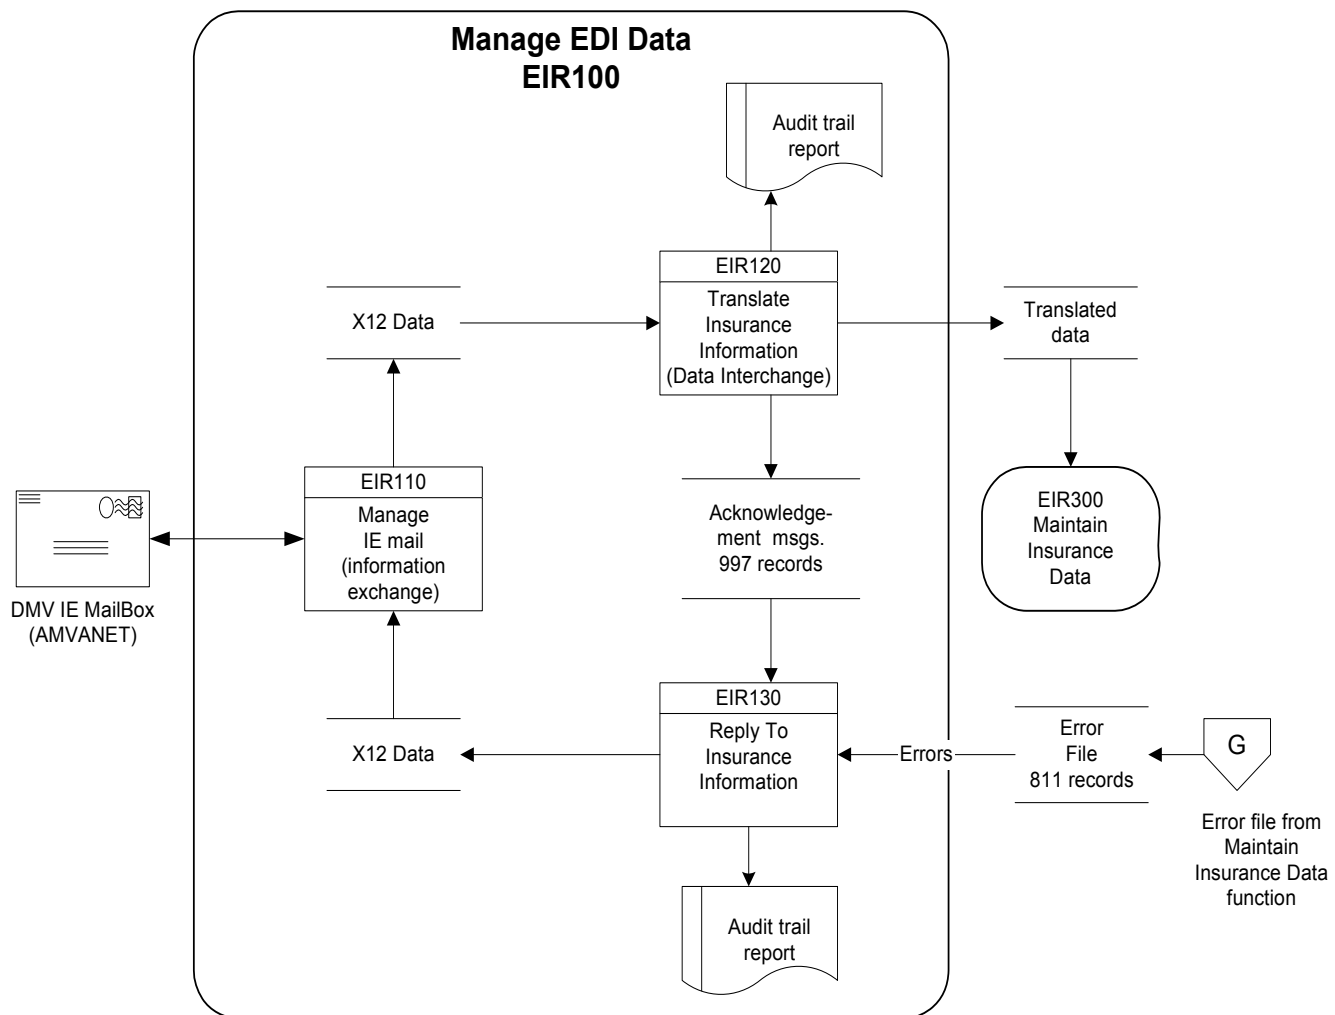 Manage EDI Data
EIR100
Audit trail
report
EIR120
Translate
Insurance
Information
(Data Interchange)
X12 Data
Translated
data
EIR110
Manage
IE mail
(information
exchange)
DMV IE MailBox
(AMVANET)
Acknowledge-
ment msgs.
997 records
EIR300
Maintain
Insurance
Data
EIR130
Reply To
Insurance
Information
X12 Data
Errors
Error
File
811 records
G
Error file from
Maintain
Insurance Data
function
Audit trail
report